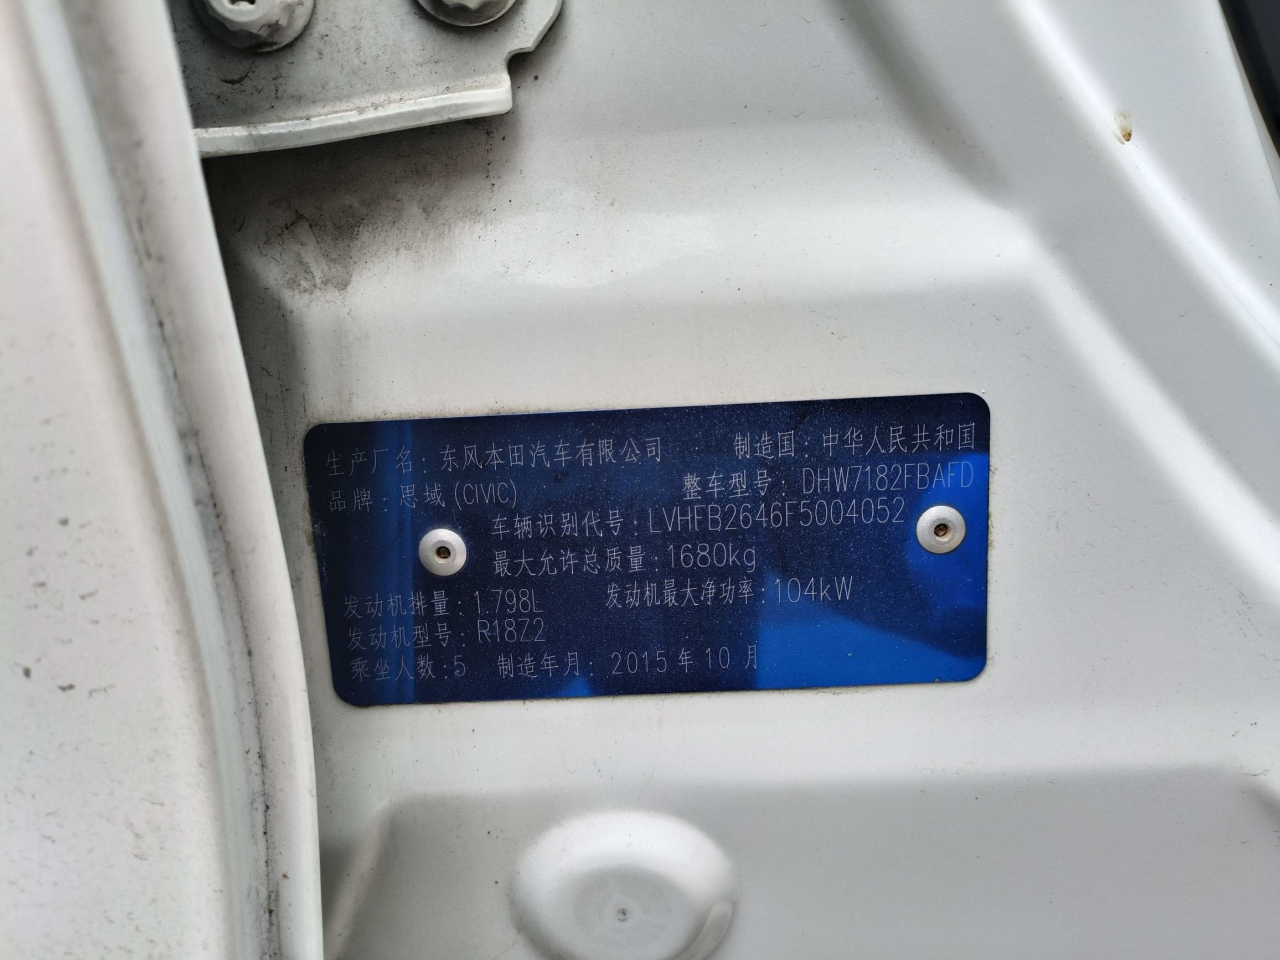 生产厂名：东风本田汽车有限公司 制造国：中华人民共和国
品牌：思域(CIVIC) 整车型号：DHW7182FBAFD
车辆识别代号：LVHFB2646F5004052
最大允许总质量：1680kg
发动机排量：1.798L 发动机最大净功率：104kW
发动机型号：R18Z2
乘坐人数：5 制造年月：2015年10月